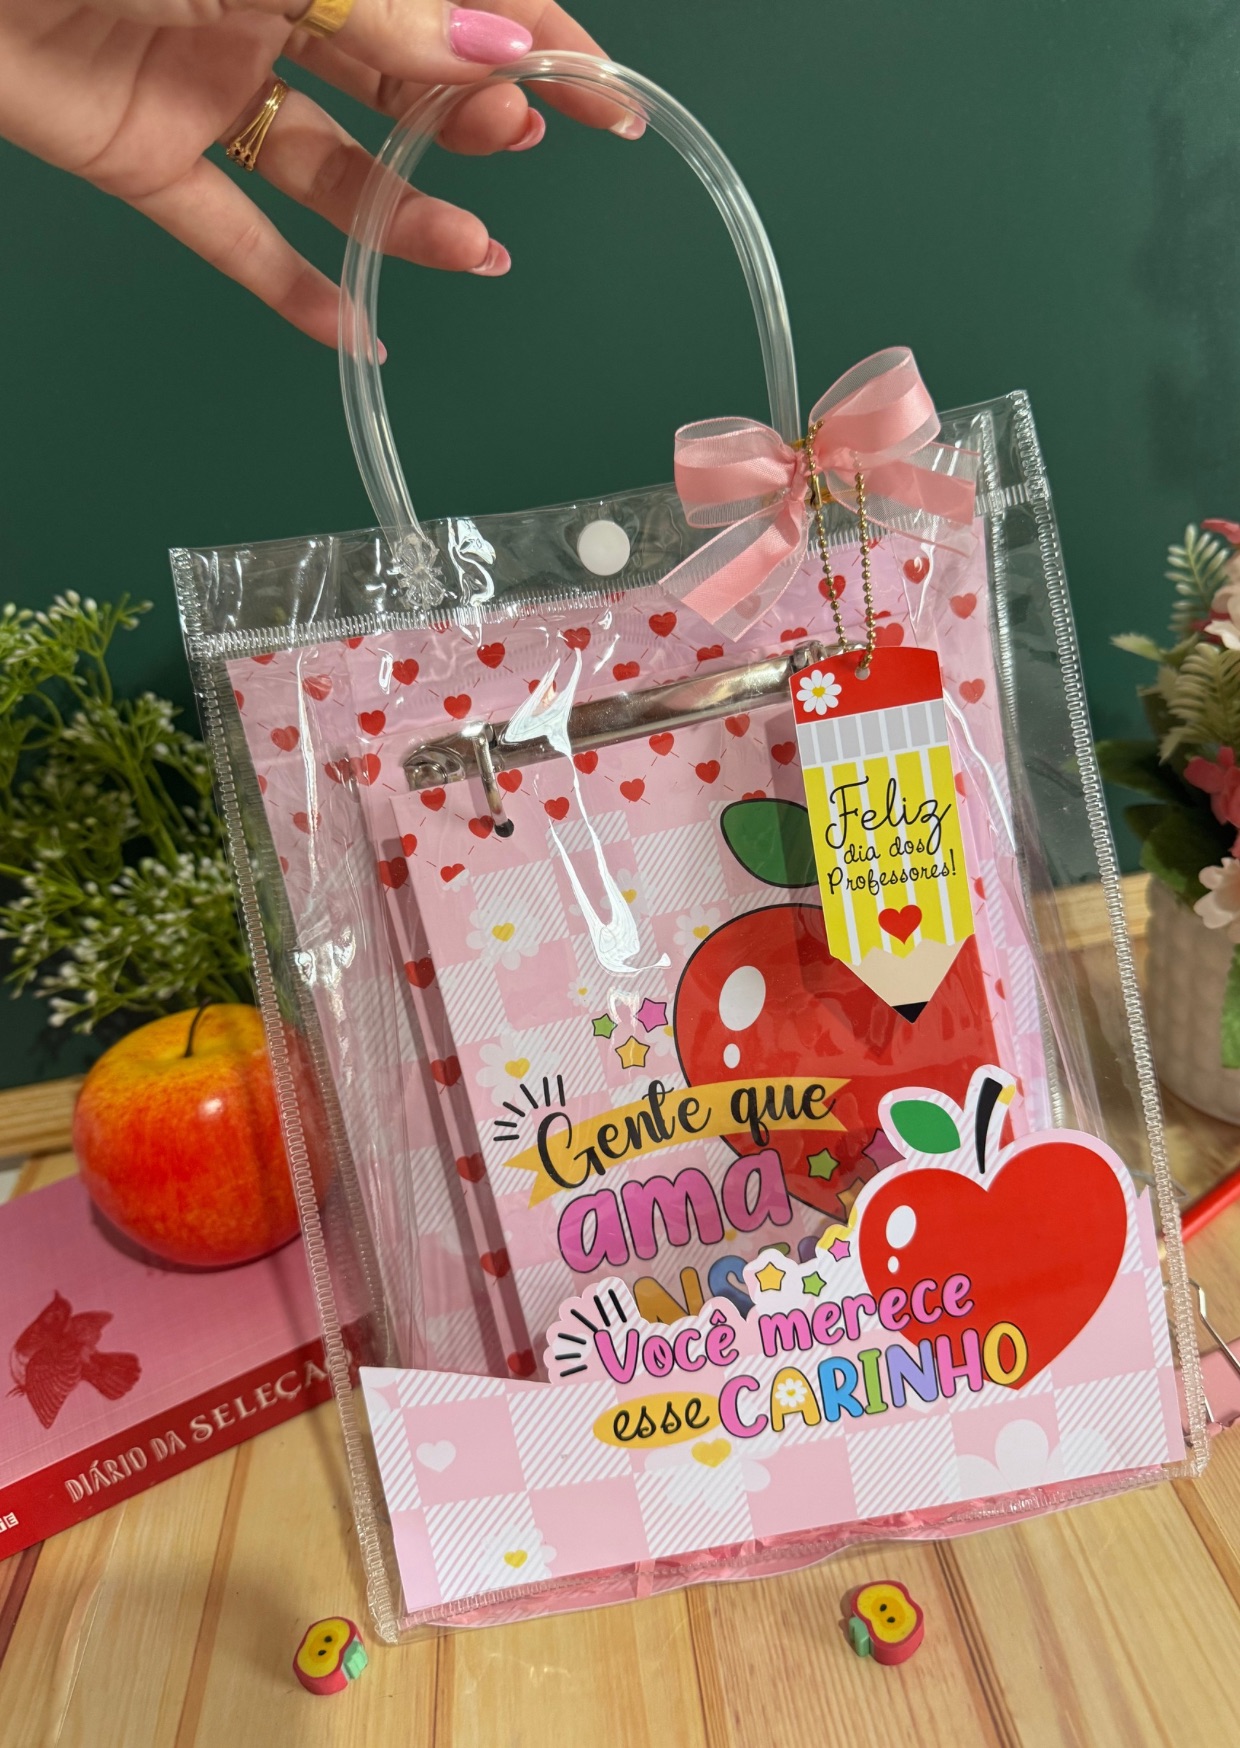 Feliz
dia dos
Professores!
Gente que
ama
Você merece
esse CARINHO
DIÁRIO DA SELEÇÃ